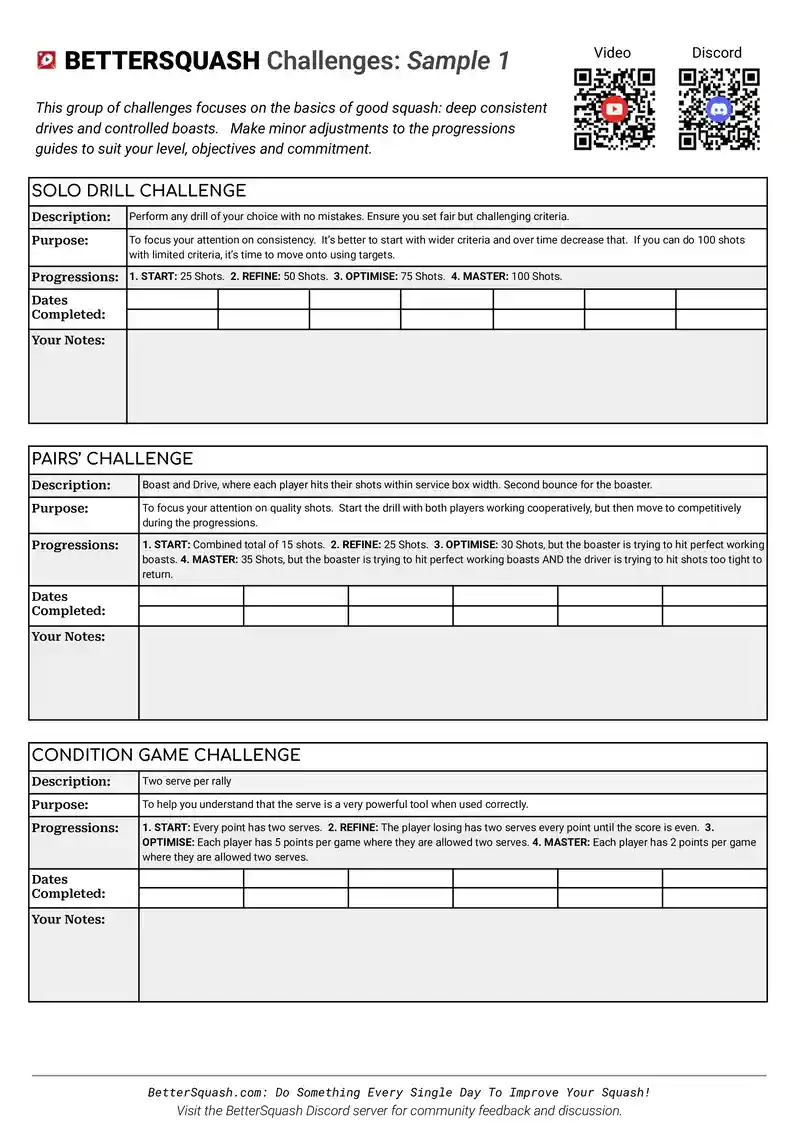 BETTERSQUASH Challenges: Sample 1
Video
Discord
This group of challenges focuses on the basics of good squash: deep consistent
drives and controlled boasts.   Make minor adjustments to the progressions
guides to suit your level, objectives and commitment.
SOLO DRILL CHALLENGE
Description:
Perform any drill of your choice with no mistakes. Ensure you set fair but challenging criteria.
Purpose:
To focus your attention on consistency.  It's better to start with wider criteria and over time decrease that.  If you can do 100 shots
with limited criteria, it's time to move onto using targets.
Progressions:
1. START: 25 Shots.  2. REFINE: 50 Shots.  3. OPTIMISE: 75 Shots.  4. MASTER: 100 Shots.
Dates
Completed:
Your Notes:
PAIRS' CHALLENGE
Description:
Boast and Drive, where each player hits their shots within service box width. Second bounce for the boaster.
Purpose:
To focus your attention on quality shots.  Start the drill with both players working cooperatively, but then move to competitively
during the progressions.
Progressions:
1. START: Combined total of 15 shots.  2. REFINE: 25 Shots.  3. OPTIMISE: 30 Shots, but the boaster is trying to hit perfect working
boasts. 4. MASTER: 35 Shots, but the boaster is trying to hit perfect working boasts AND the driver is trying to hit shots too tight to
return.
Dates
Completed:
Your Notes:
CONDITION GAME CHALLENGE
Description:
Two serve per rally
Purpose:
To help you understand that the serve is a very powerful tool when used correctly.
Progressions:
1. START: Every point has two serves.  2. REFINE: The player losing has two serves every point until the score is even.  3.
OPTIMISE: Each player has 5 points per game where they are allowed two serves. 4. MASTER: Each player has 2 points per game
where they are allowed two serves.
Dates
Completed:
Your Notes:
BetterSquash.com: Do Something Every Single Day To Improve Your Squash!
Visit the BetterSquash Discord server for community feedback and discussion.